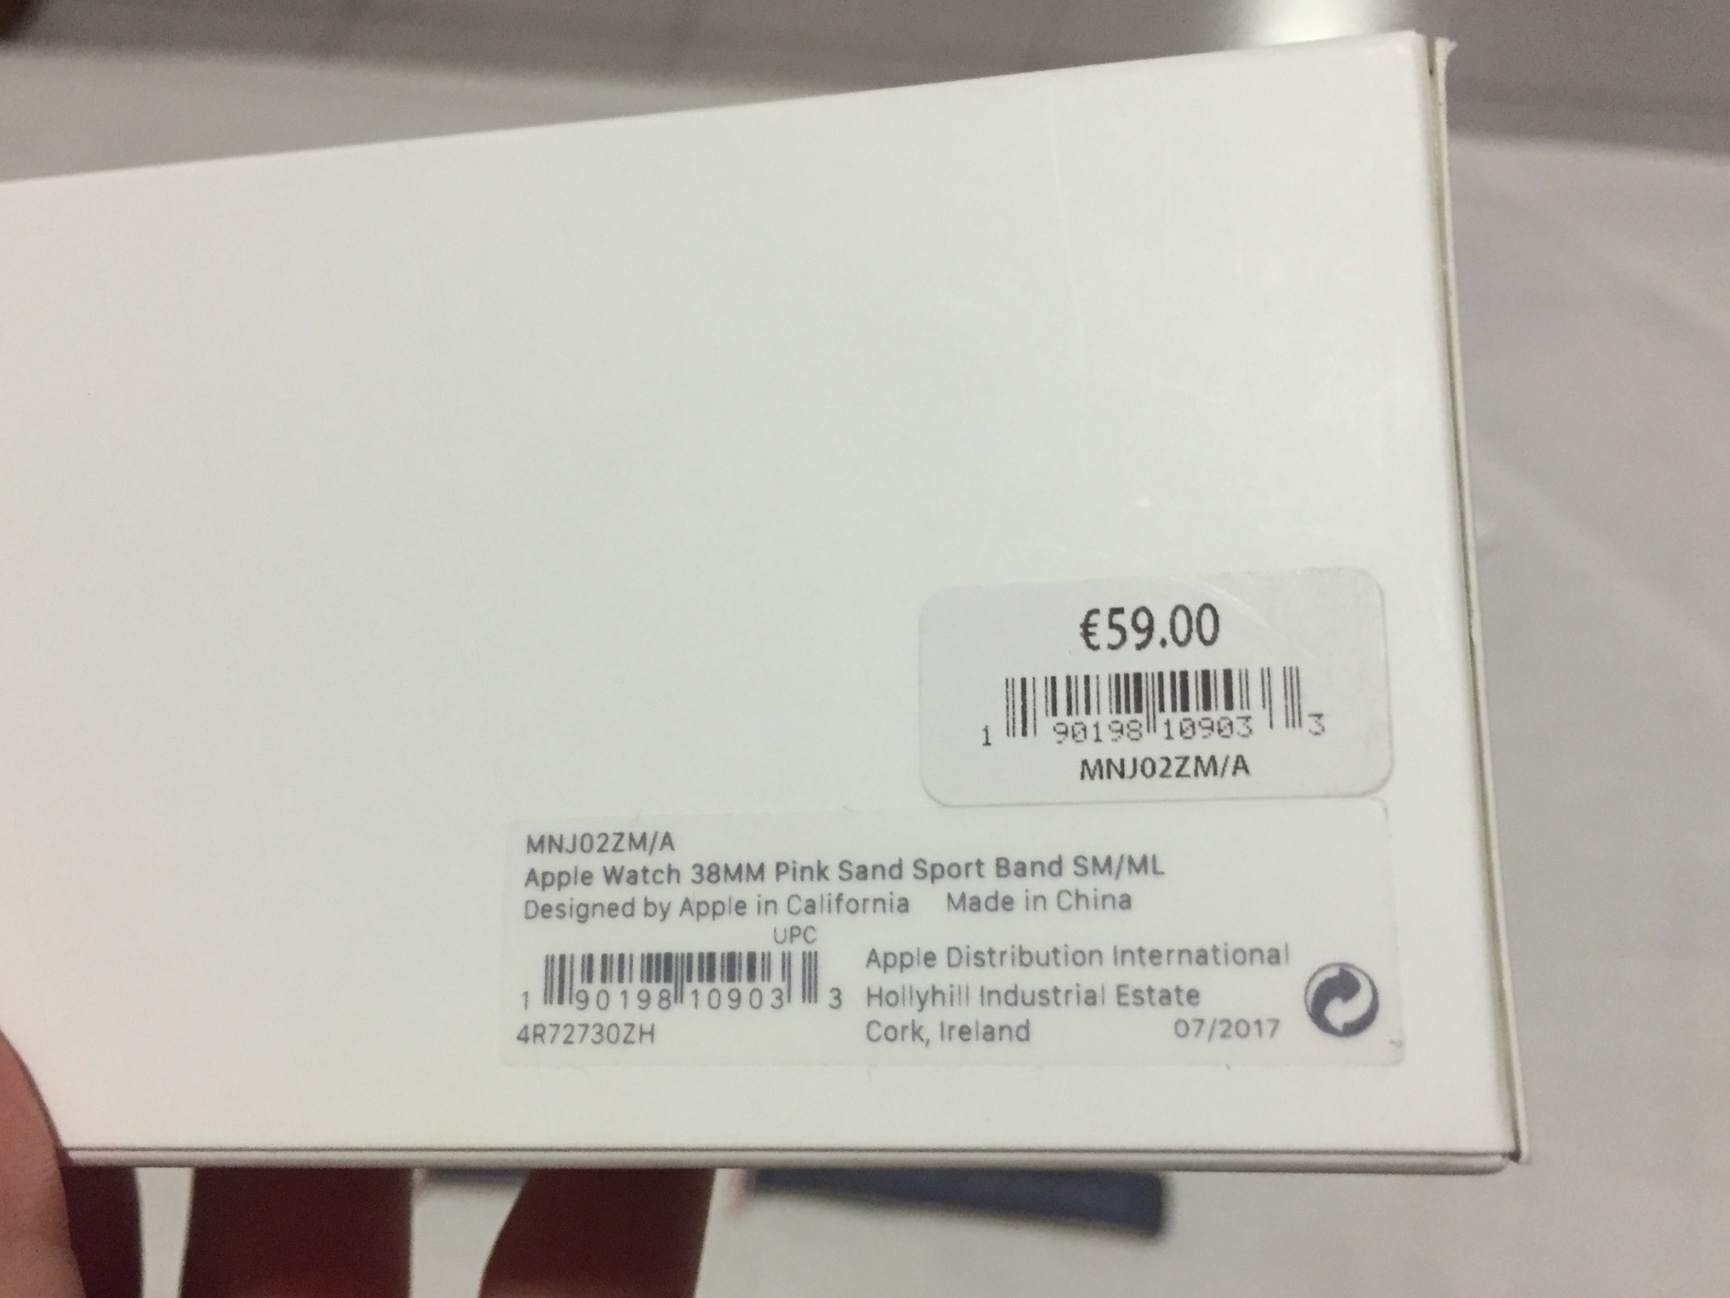 €59.00
1 90198 10903 3
MNJ02ZM/A
MNJ02ZM/A
Apple Watch 38MM Pink Sand Sport Band SM/ML
Designed by Apple in California Made in China
UPC
1 90198 10903 3
4R72730ZH
Apple Distribution International
Hollyhill Industrial Estate
Cork, Ireland 07/2017